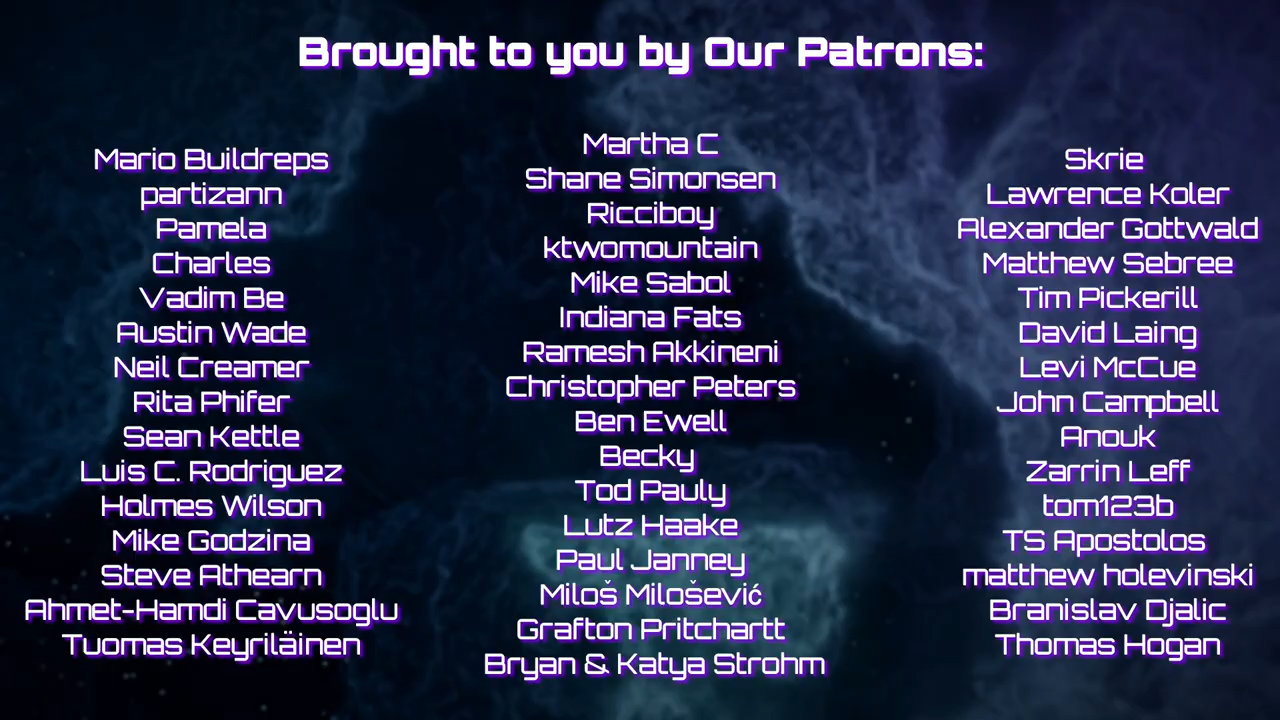 Brought to you by Our Patrons:
Mario Buildreps
partizann
Pamela
Charles
Vadim Be
Austin Wade
Neil Creamer
Rita Phifer
Sean Kettle
Luis C. Rodriguez
Holmes Wilson
Mike Godzina
Steve Athearn
Ahmet-Hamdi Cavusoglu
Tuomas Keyriläinen
Martha C
Shane Simonsen
Ricciboy
ktwomountain
Mike Sabol
Indiana Fats
Ramesh Akkineni
Christopher Peters
Ben Ewell
Becky
Tod Pauly
Lutz Haake
Paul Janney
Miloš Milošević
Grafton Pritchartt
Bryan & Katya Strohm
Skrie
Lawrence Koler
Alexander Gottwald
Matthew Sebree
Tim Pickerill
David Laing
Levi McCue
John Campbell
Anouk
Zarrin Leff
tom123b
TS Apostolos
matthew holevinski
Branislav Djalic
Thomas Hogan